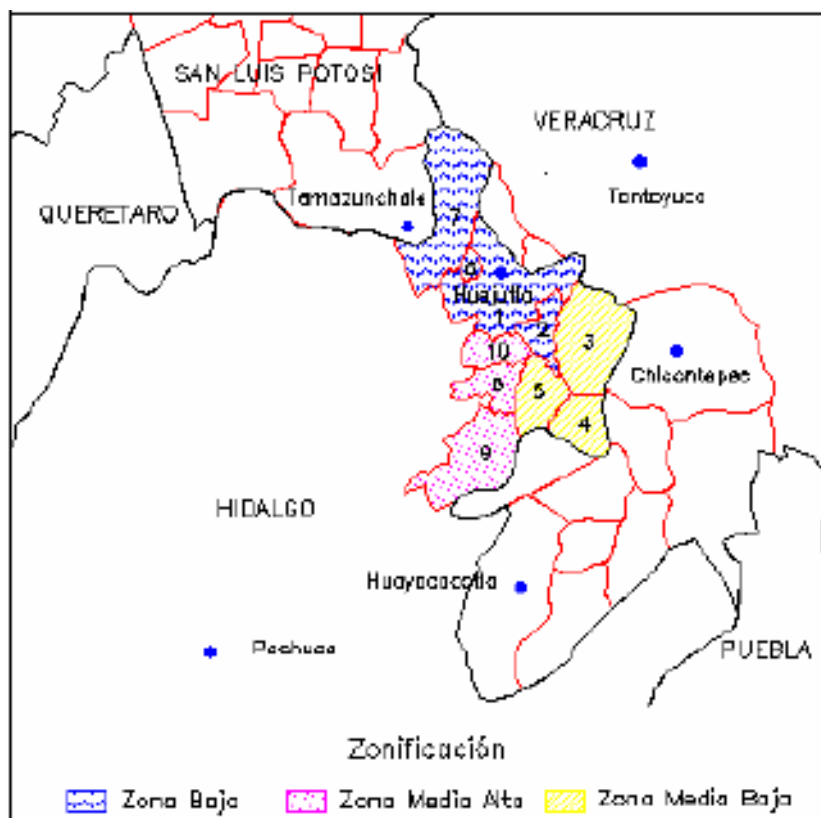 SAN LUIS POTOSI
VERACRUZ
Tantoyuca
Tamazunchale
QUERETARO
7
6
Huejutla
1
2
3
10
Chicontepec
8
5
4
9
HIDALGO
Huayacocotla
Pachuca
PUEBLA
Zonificación
Zona Baja
Zona Media Alta
Zona Media Baja